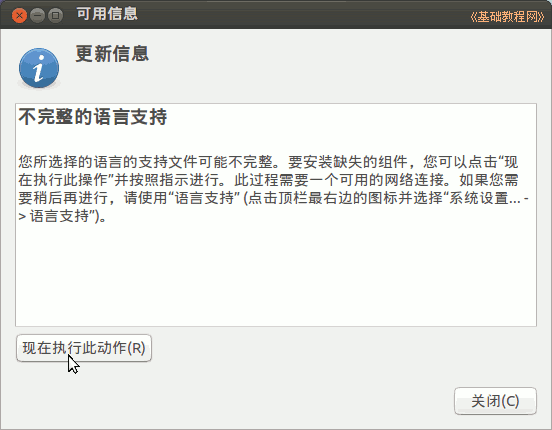 可用信息
《基础教程网》
更新信息
不完整的语言支持
您所选择的语言的支持文件可能不完整。要安装缺失的组件，您可以点击“现
在执行此操作”并按照指示进行。此过程需要一个可用的网络连接。如果您需
要稍后再进行，请使用“语言支持” (点击顶栏最右边的图标并选择“系统设置... -
> 语言支持”)。
现在执行此动作(R)
关闭(C)